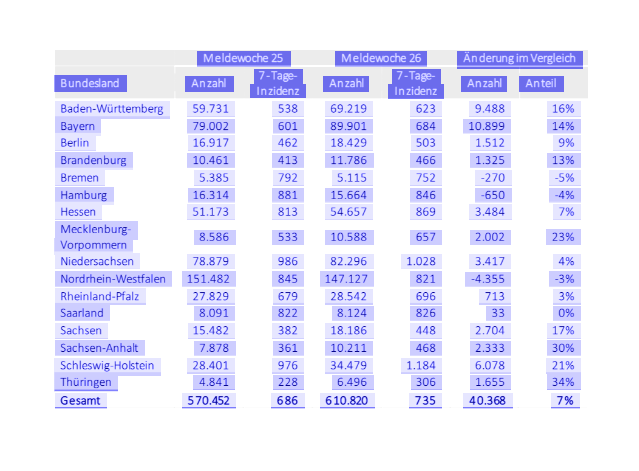 Meldewoche 25 Meldewoche 26 Änderung im Vergleich
Bundesland Anzahl 7-Tage- Inzidenz Anzahl 7-Tage- Inzidenz Anzahl Anteil
Baden-Württemberg 59.731 538 69.219 623 9.488 16%
Bayern 79.002 601 89.901 684 10.899 14%
Berlin 16.917 462 18.429 503 1.512 9%
Brandenburg 10.461 413 11.786 466 1.325 13%
Bremen 5.385 792 5.115 752 -270 -5%
Hamburg 16.314 881 15.664 846 -650 -4%
Hessen 51.173 813 54.657 869 3.484 7%
Mecklenburg-
Vorpommern 8.586 533 10.588 657 2.002 23%
Niedersachsen 78.879 986 82.296 1.028 3.417 4%
Nordrhein-Westfalen 151.482 845 147.127 821 -4.355 -3%
Rheinland-Pfalz 27.829 679 28.542 696 713 3%
Saarland 8.091 822 8.124 826 33 0%
Sachsen 15.482 382 18.186 448 2.704 17%
Sachsen-Anhalt 7.878 361 10.211 468 2.333 30%
Schleswig-Holstein 28.401 976 34.479 1.184 6.078 21%
Thüringen 4.841 228 6.496 306 1.655 34%
Gesamt 570.452 686 610.820 735 40.368 7%